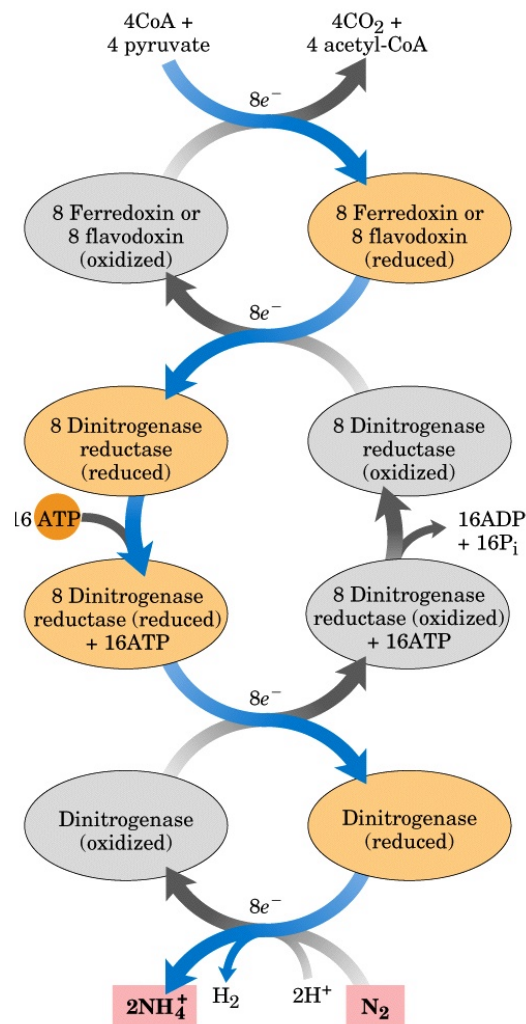 4CoA +
4 pyruvate
4CO₂ +
4 acetyl-CoA
8e⁻
8 Ferredoxin or
8 flavodoxin
(oxidized)
8 Ferredoxin or
8 flavodoxin
(reduced)
8e⁻
8 Dinitrogenase
reductase
(reduced)
8 Dinitrogenase
reductase
(oxidized)
16 ATP
16ADP
+ 16Pᵢ
8 Dinitrogenase
reductase (reduced)
+ 16ATP
8 Dinitrogenase
reductase (oxidized)
+ 16ATP
8e⁻
Dinitrogenase
(oxidized)
Dinitrogenase
(reduced)
8e⁻
2NH₄⁺
H₂
2H⁺
N₂